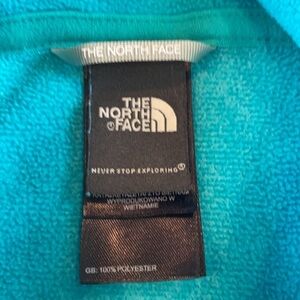 THE NORTH FACE
THE
NORTH
FACE
NEVER STOP EXPLORING
WYPRODUKOWANO W
WIETNAMIE
GB: 100% POLYESTER